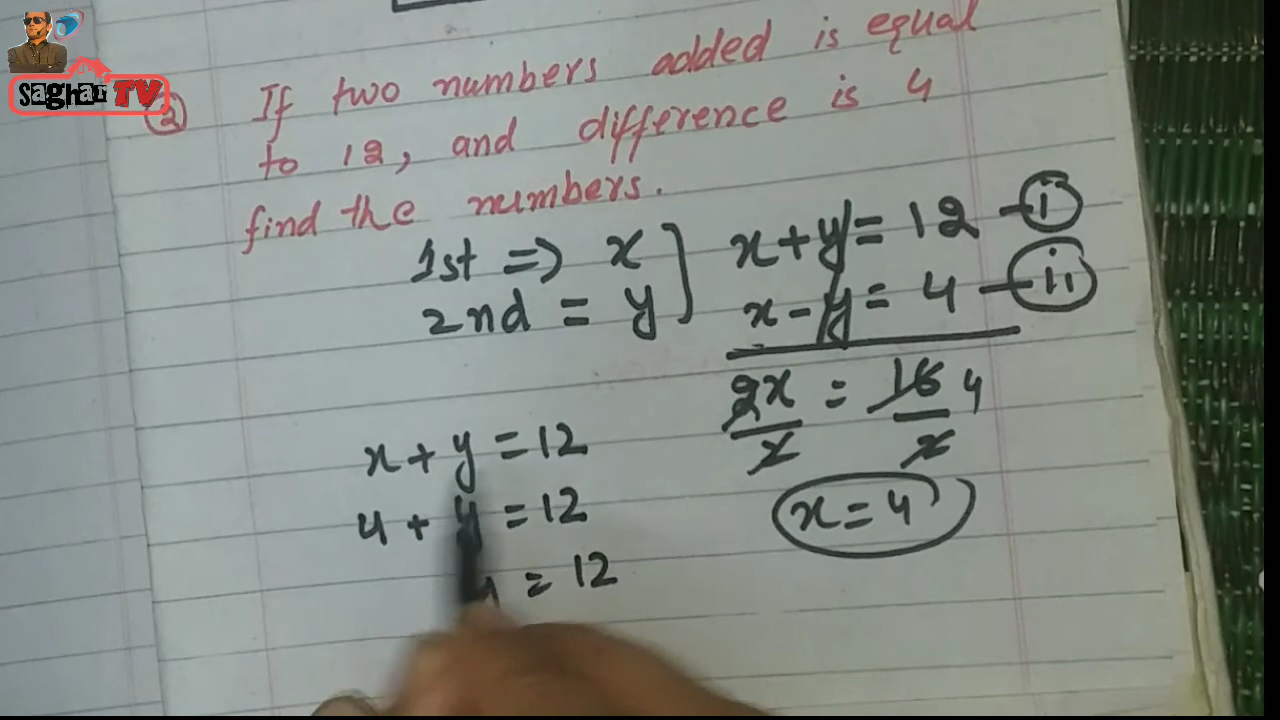 Saghar TV
2 If two numbers added is equal
to 12, and difference is 4
find the numbers.
1st => x
2nd = y
x+y=12 - i
x-y=4 - ii
2x = 16 4
2 2
x=4
x+y=12
4+y=12
y=12